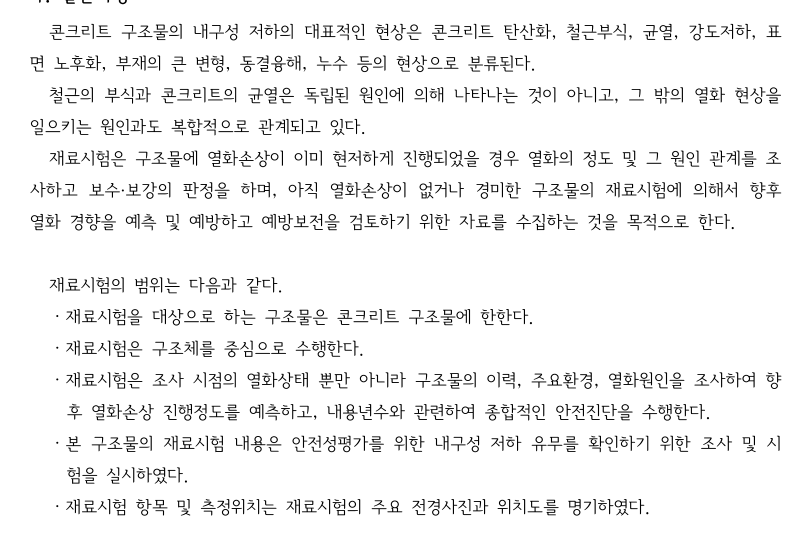 콘크리트 구조물의 내구성 저하의 대표적인 현상은 콘크리트 탄산화, 철근부식, 균열, 강도저하, 표
면 노후화, 부재의 큰 변형, 동결융해, 누수 등의 현상으로 분류된다.
철근의 부식과 콘크리트의 균열은 독립된 원인에 의해 나타나는 것이 아니고, 그 밖의 열화 현상을
일으키는 원인과도 복합적으로 관계되고 있다.
재료시험은 구조물에 열화손상이 이미 현저하게 진행되었을 경우 열화의 정도 및 그 원인 관계를 조
사하고 보수·보강의 판정을 하며, 아직 열화손상이 없거나 경미한 구조물의 재료시험에 의해서 향후
열화 경향을 예측 및 예방하고 예방보전을 검토하기 위한 자료를 수집하는 것을 목적으로 한다.
재료시험의 범위는 다음과 같다.
· 재료시험을 대상으로 하는 구조물은 콘크리트 구조물에 한한다.
· 재료시험은 구조체를 중심으로 수행한다.
· 재료시험은 조사 시점의 열화상태 뿐만 아니라 구조물의 이력, 주요환경, 열화원인을 조사하여 향
후 열화손상 진행정도를 예측하고, 내용년수와 관련하여 종합적인 안전진단을 수행한다.
· 본 구조물의 재료시험 내용은 안전성평가를 위한 내구성 저하 유무를 확인하기 위한 조사 및 시
험을 실시하였다.
· 재료시험 항목 및 측정위치는 재료시험의 주요 전경사진과 위치도를 명기하였다.